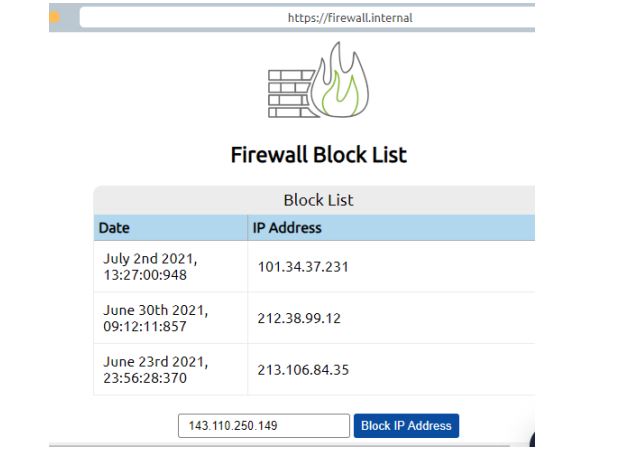 https://firewall.internal
Firewall Block List
Block List
Date IP Address
July 2nd 2021,
13:27:00:948
101.34.37.231
June 30th 2021,
09:12:11:857
212.38.99.12
June 23rd 2021,
23:56:28:370
213.106.84.35
143.110.250.149 Block IP Address